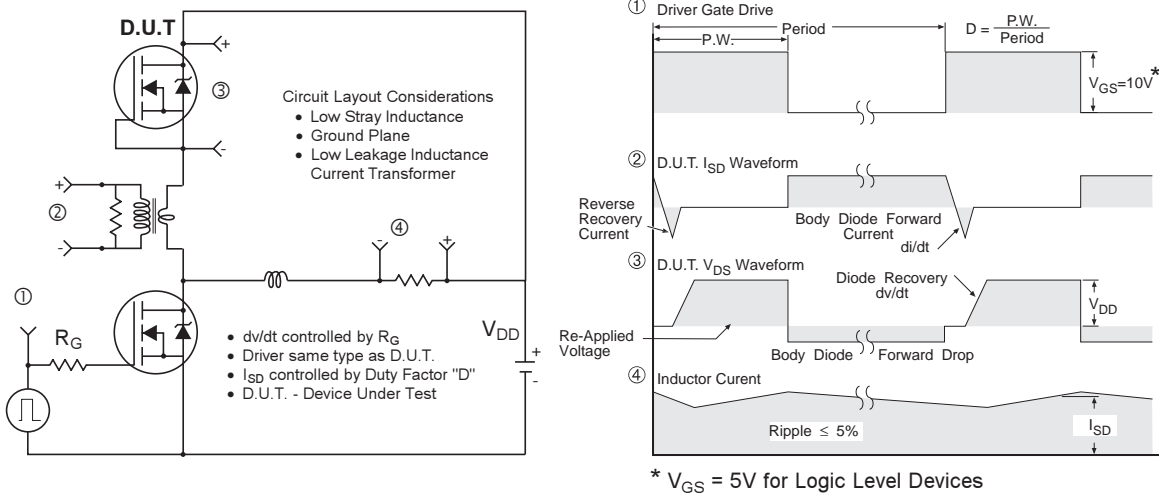 D.U.T
+
③
-
Circuit Layout Considerations
• Low Stray Inductance
• Ground Plane
• Low Leakage Inductance
Current Transformer
+
②
-
④
-
+
①
R_G
• dv/dt controlled by R_G
• Driver same type as D.U.T.
• I_SD controlled by Duty Factor "D"
• D.U.T. - Device Under Test
V_DD
+
-
① Driver Gate Drive
P.W.
Period
D = P.W. / Period
V_GS=10V *
② D.U.T. I_SD Waveform
Reverse
Recovery
Current
Body Diode Forward
Current
di/dt
③ D.U.T. V_DS Waveform
Diode Recovery
dv/dt
V_DD
Re-Applied
Voltage
Body Diode Forward Drop
④ Inductor Curent
Ripple ≤ 5%
I_SD
* V_GS = 5V for Logic Level Devices